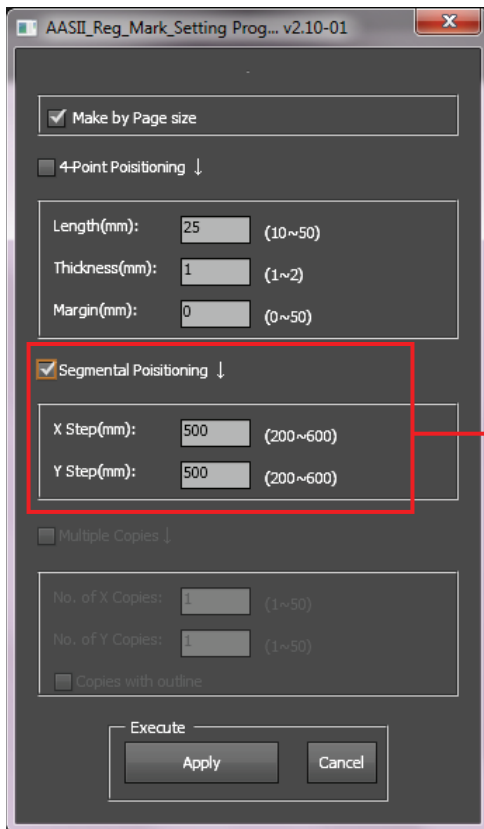 AASII_Reg_Mark_Setting Prog... v2.10-01
Make by Page size
4-Point Poisitioning ↓
Length(mm): 25 (10~50)
Thickness(mm): 1 (1~2)
Margin(mm): 0 (0~50)
Segmental Poisitioning ↓
X Step(mm): 500 (200~600)
Y Step(mm): 500 (200~600)
Multiple Copies ↓
No. of X Copies: 1 (1~50)
No. of Y Copies: 1 (1~50)
Copies with outline
Execute
Apply Cancel